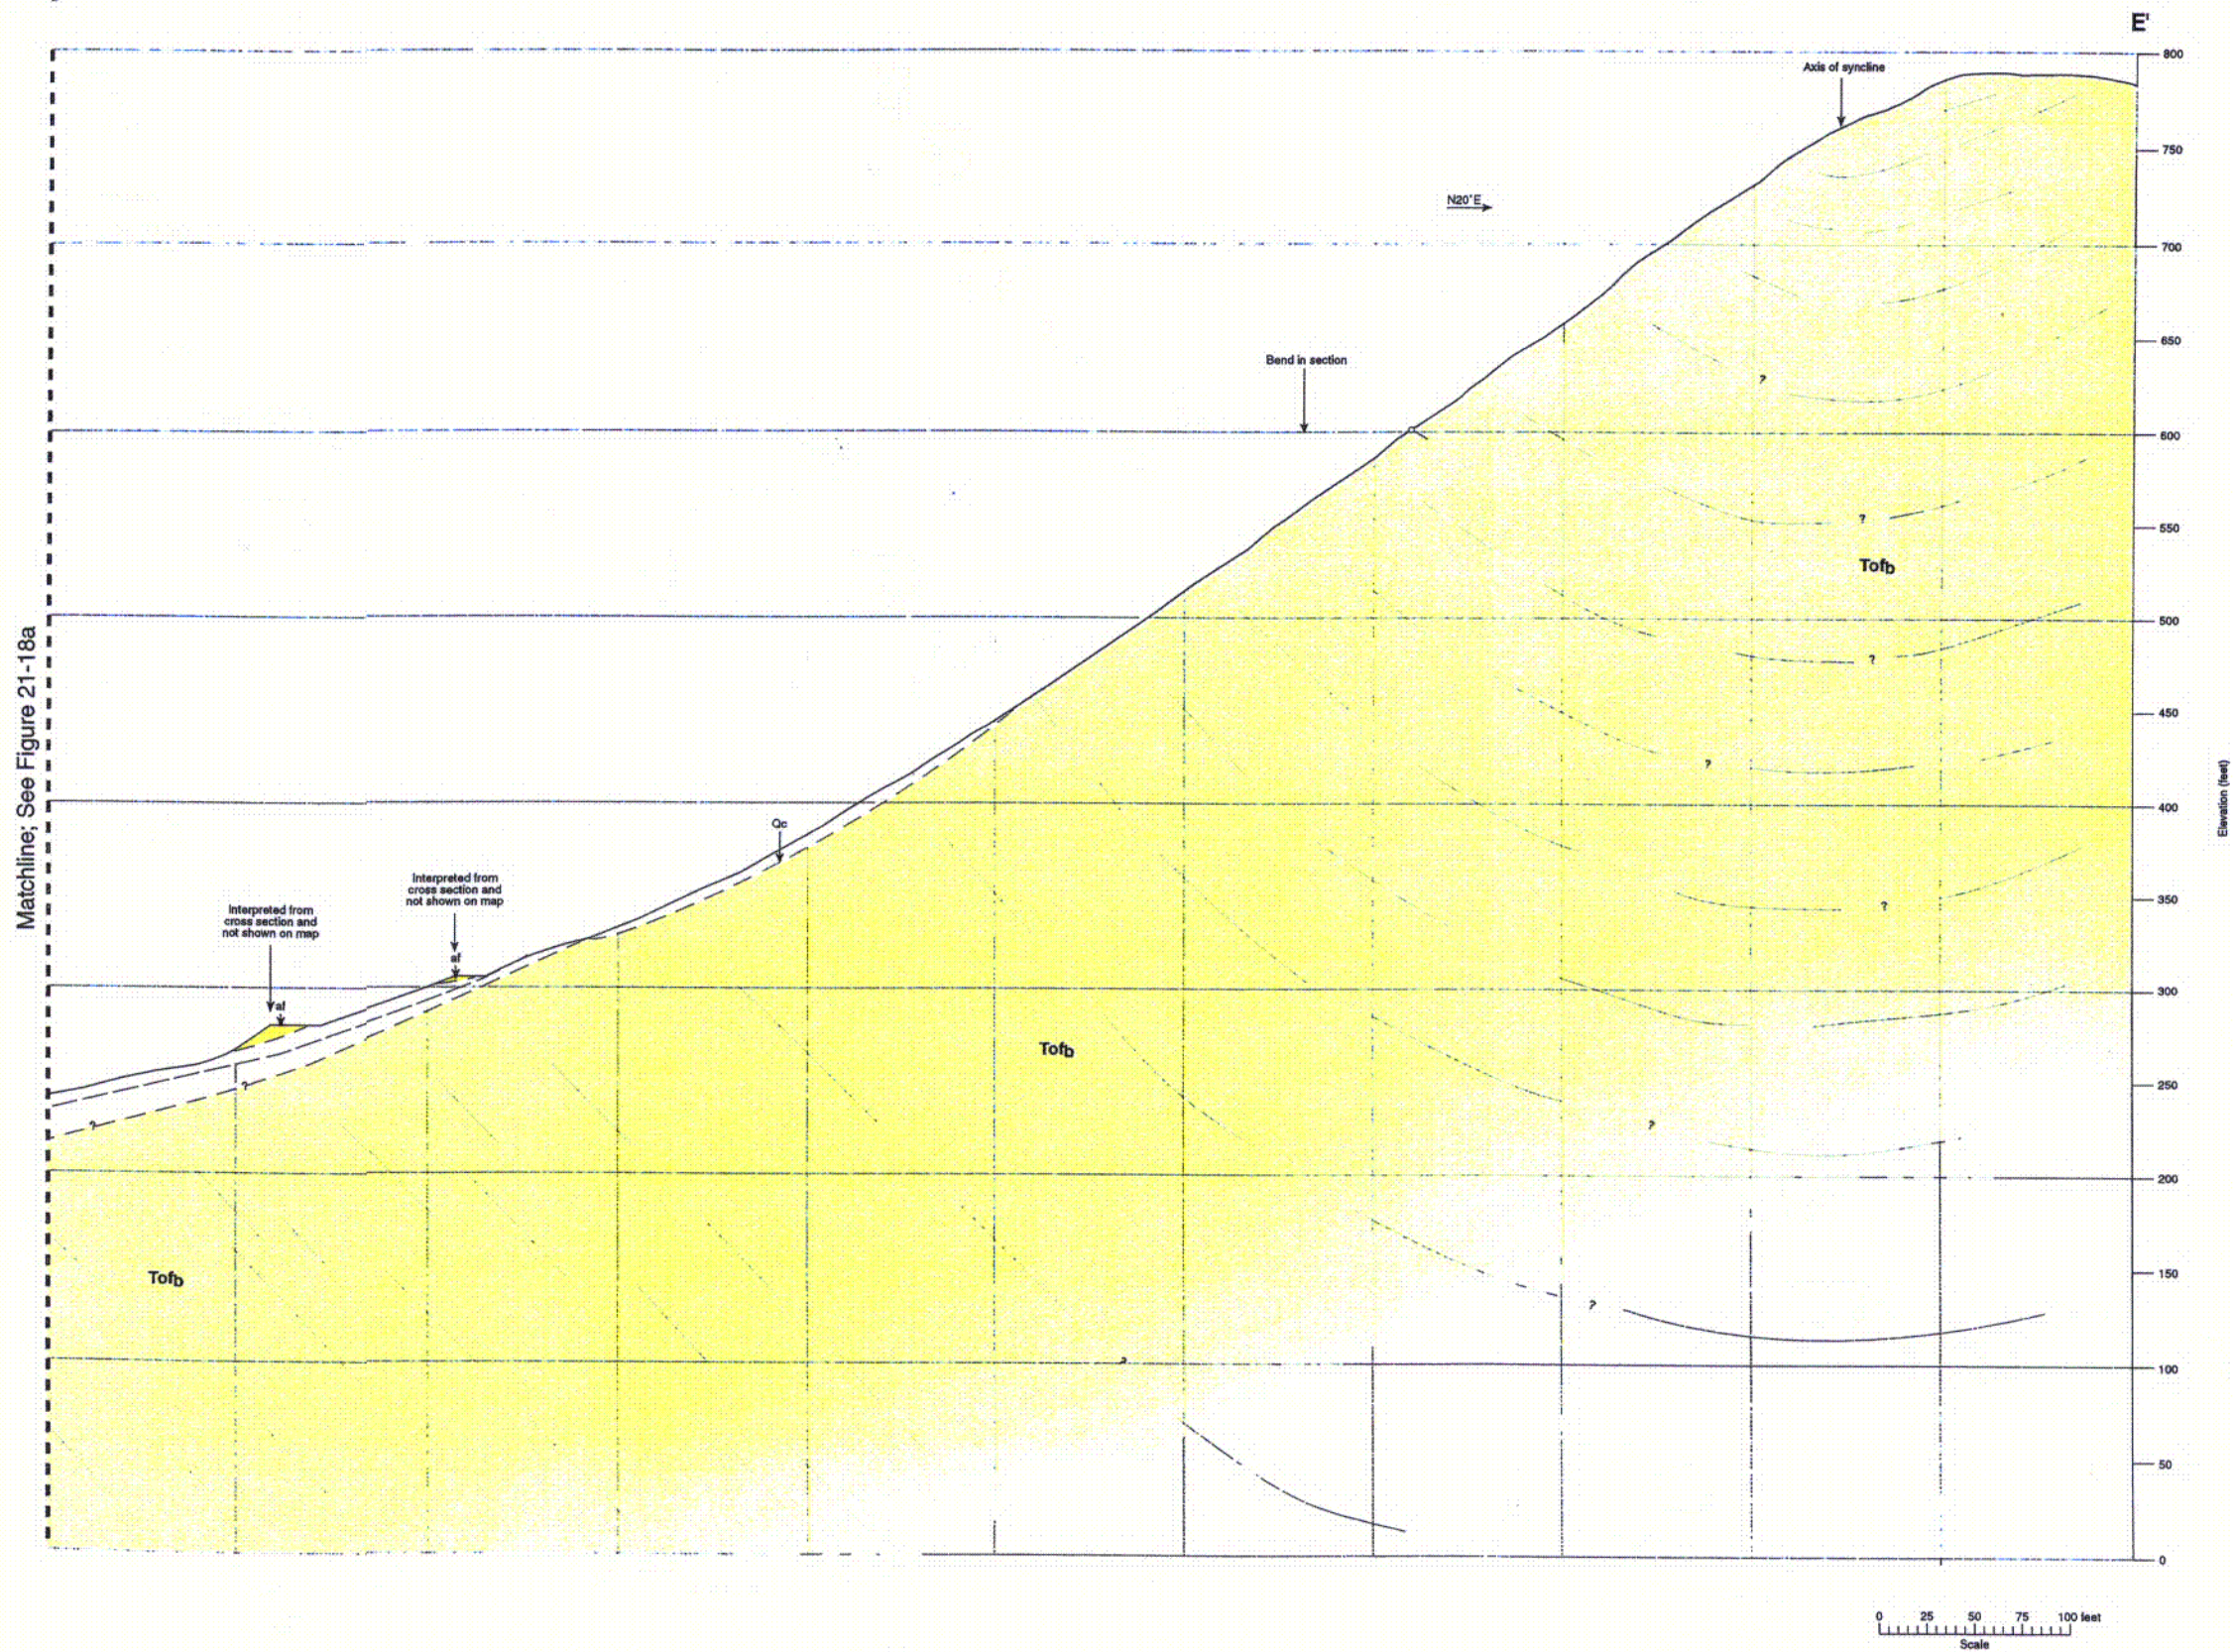 E'
800
Axis of syncline
750
N20°E
700
650
Bend in section
?
600
?
550
Tofb
Matchline; See Figure 21-18a
500
?
450
?
Elevation (feet)
400
Qc
Interpreted from
cross section and
not shown on map
?
350
Interpreted from
cross section and
not shown on map
af
300
af
Tofb
?
250
?
?
200
Tofb
150
?
?
100
50
0
0 25 50 75 100 feet
Scale